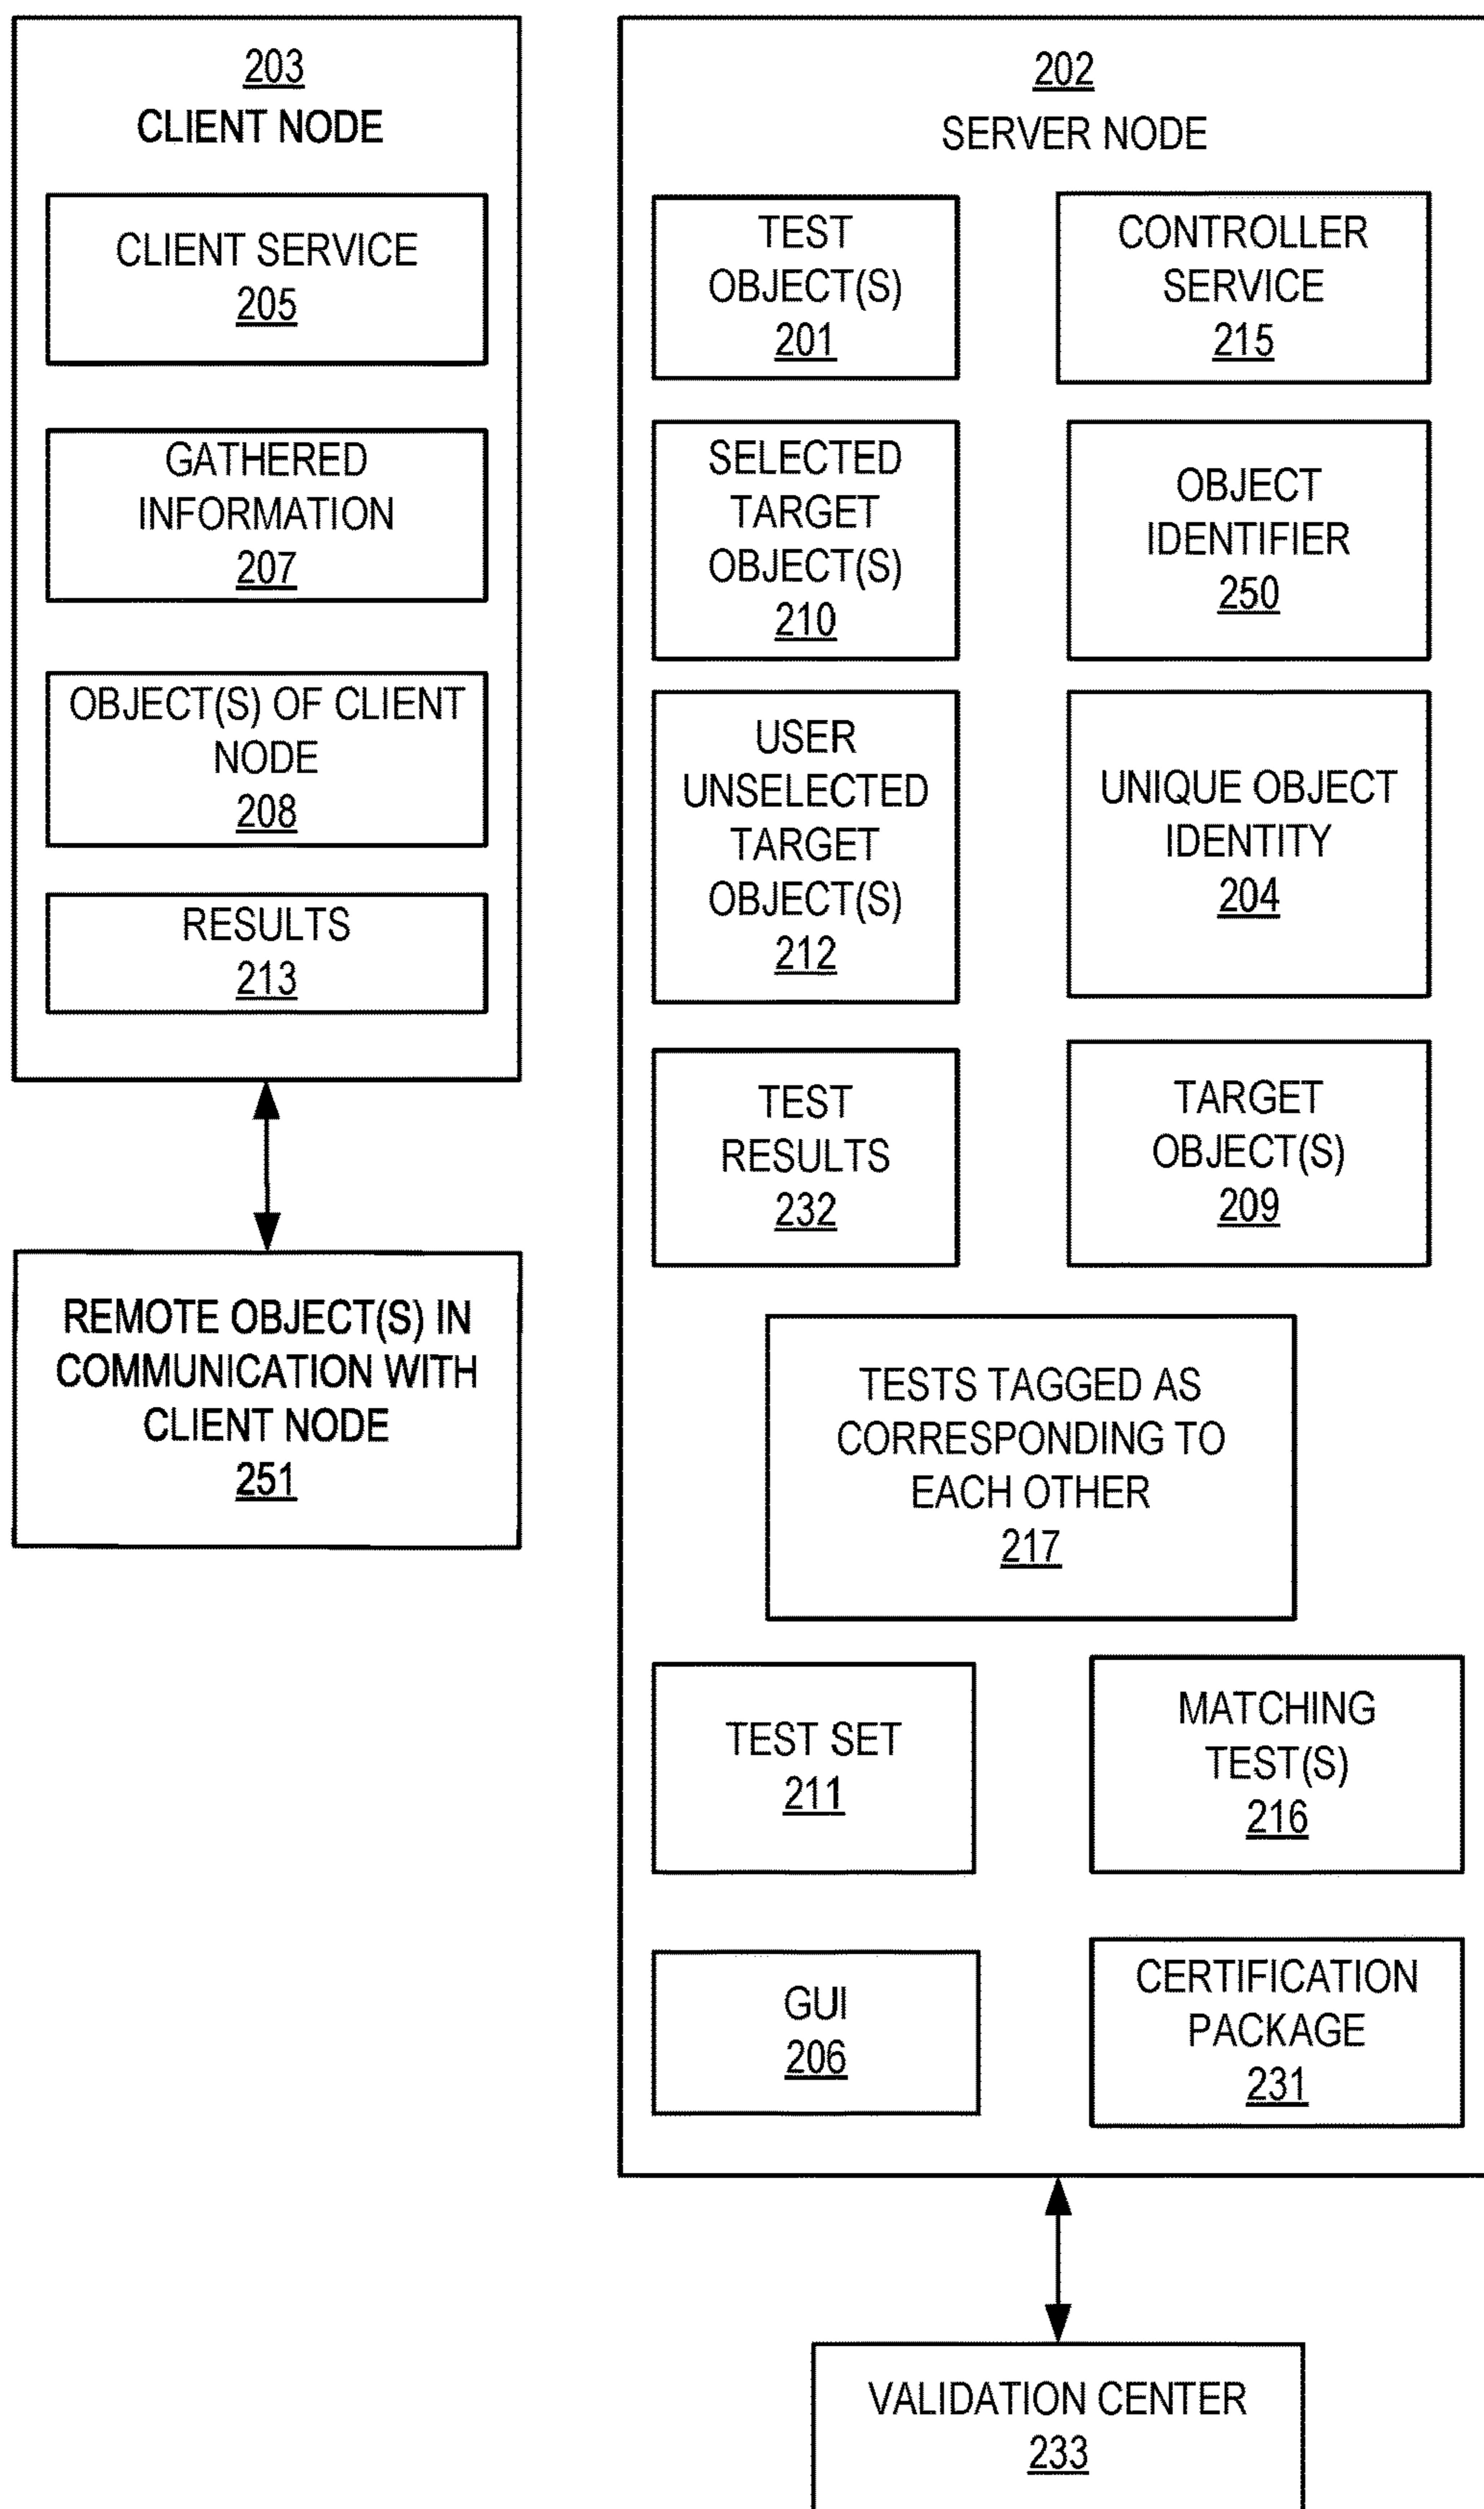 203
CLIENT NODE
CLIENT SERVICE
205
GATHERED
INFORMATION
207
OBJECT(S) OF CLIENT
NODE
208
RESULTS
213
REMOTE OBJECT(S) IN
COMMUNICATION WITH
CLIENT NODE
251
202
SERVER NODE
TEST
OBJECT(S)
201
CONTROLLER
SERVICE
215
SELECTED
TARGET
OBJECT(S)
210
OBJECT
IDENTIFIER
250
USER
UNSELECTED
TARGET
OBJECT(S)
212
UNIQUE OBJECT
IDENTITY
204
TEST
RESULTS
232
TARGET
OBJECT(S)
209
TESTS TAGGED AS
CORRESPONDING TO
EACH OTHER
217
TEST SET
211
MATCHING
TEST(S)
216
GUI
206
CERTIFICATION
PACKAGE
231
VALIDATION CENTER
233